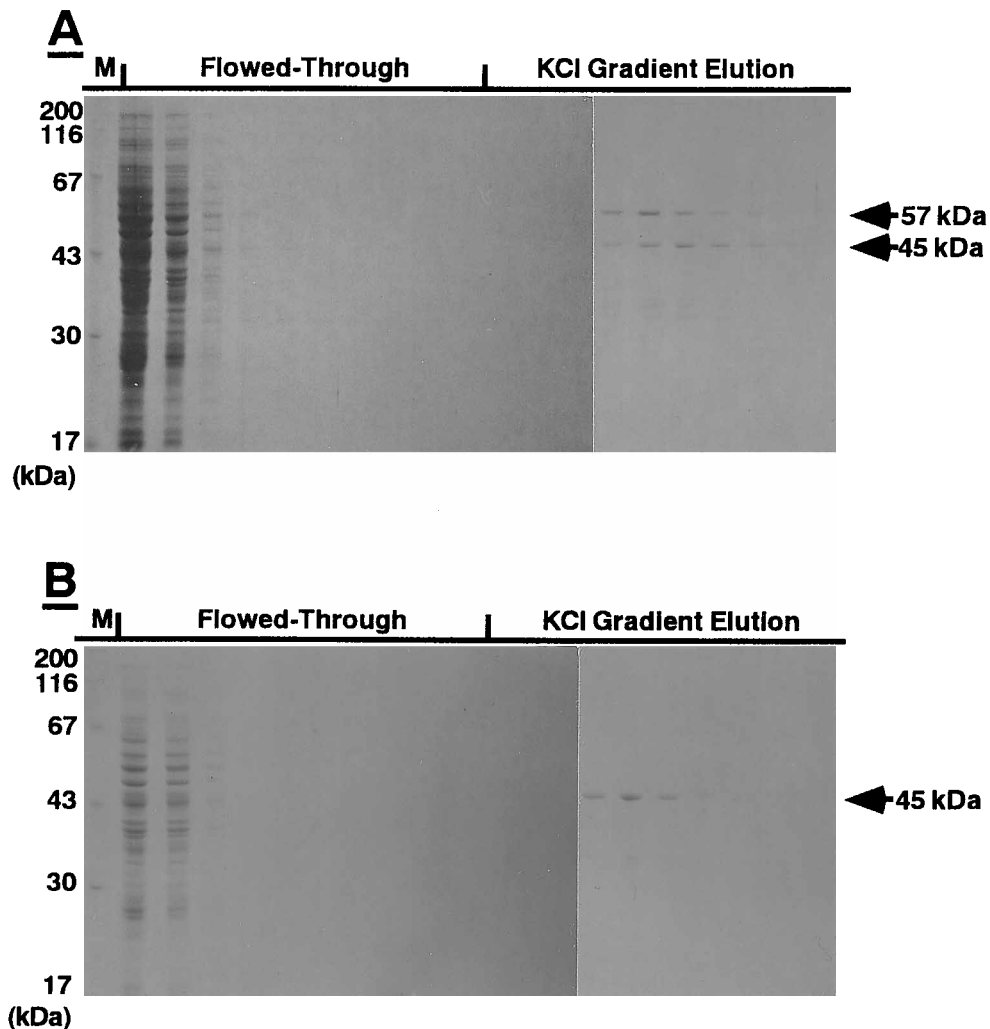 A
M Flowed-Through KCl Gradient Elution
200
116
67
57 kDa
45 kDa
43
30
17
(kDa)
B
M Flowed-Through KCl Gradient Elution
200
116
67
43
45 kDa
30
17
(kDa)